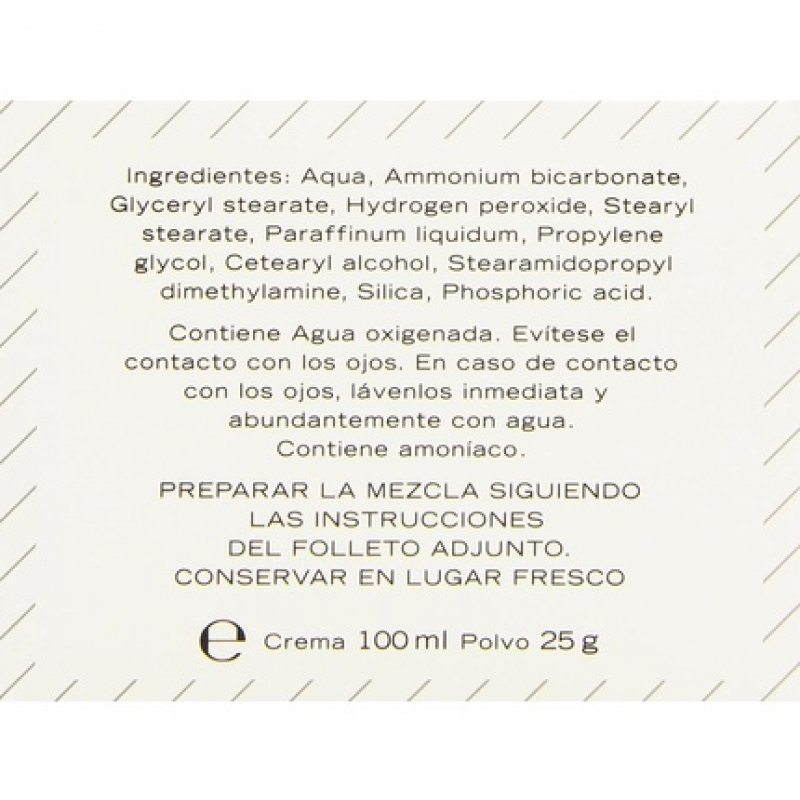 Ingredientes: Aqua, Ammonium bicarbonate,
Glyceryl stearate, Hydrogen peroxide, Stearyl
stearate, Paraffinum liquidum, Propylene
glycol, Cetearyl alcohol, Stearamidopropyl
dimethylamine, Silica, Phosphoric acid.
Contiene Agua oxigenada. Evítese el
contacto con los ojos. En caso de contacto
con los ojos, lávenlos inmediata y
abundantemente con agua.
Contiene amoníaco.
PREPARAR LA MEZCLA SIGUIENDO
LAS INSTRUCCIONES
DEL FOLLETO ADJUNTO.
CONSERVAR EN LUGAR FRESCO
℮ Crema 100 ml Polvo 25 g